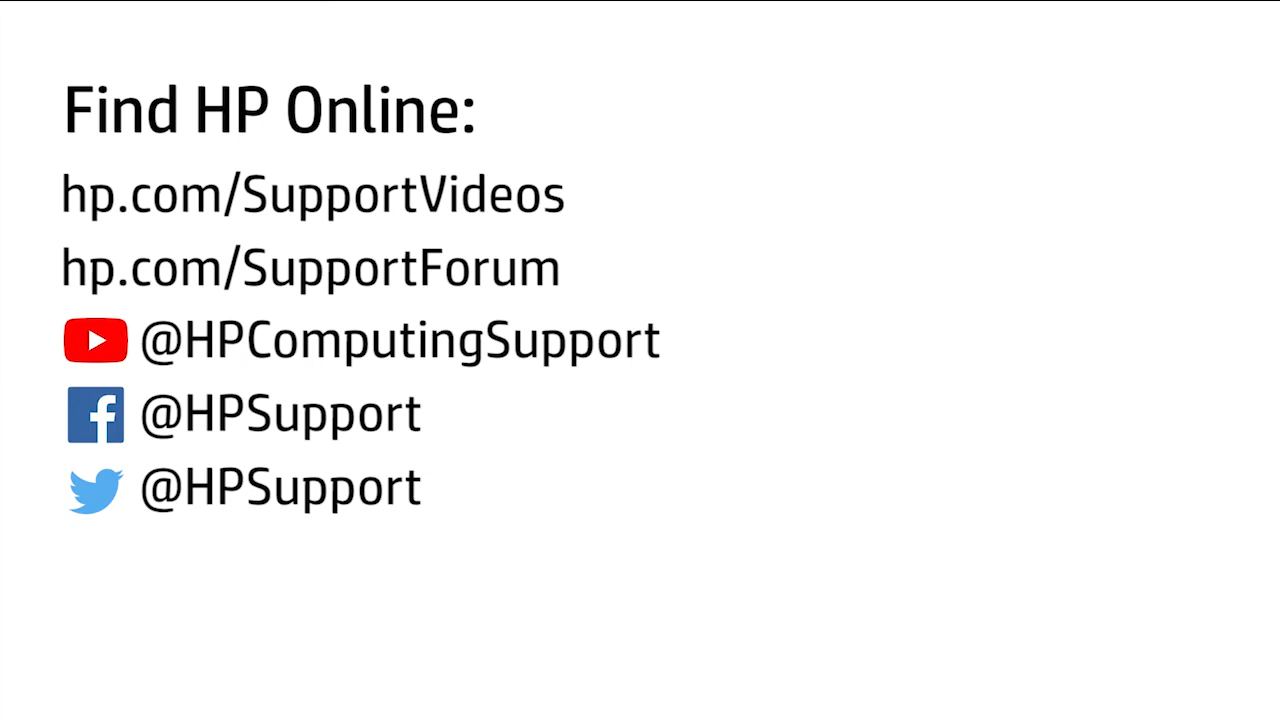 Find HP Online:
hp.com/SupportVideos
hp.com/SupportForum
@HPComputingSupport
@HPSupport
@HPSupport